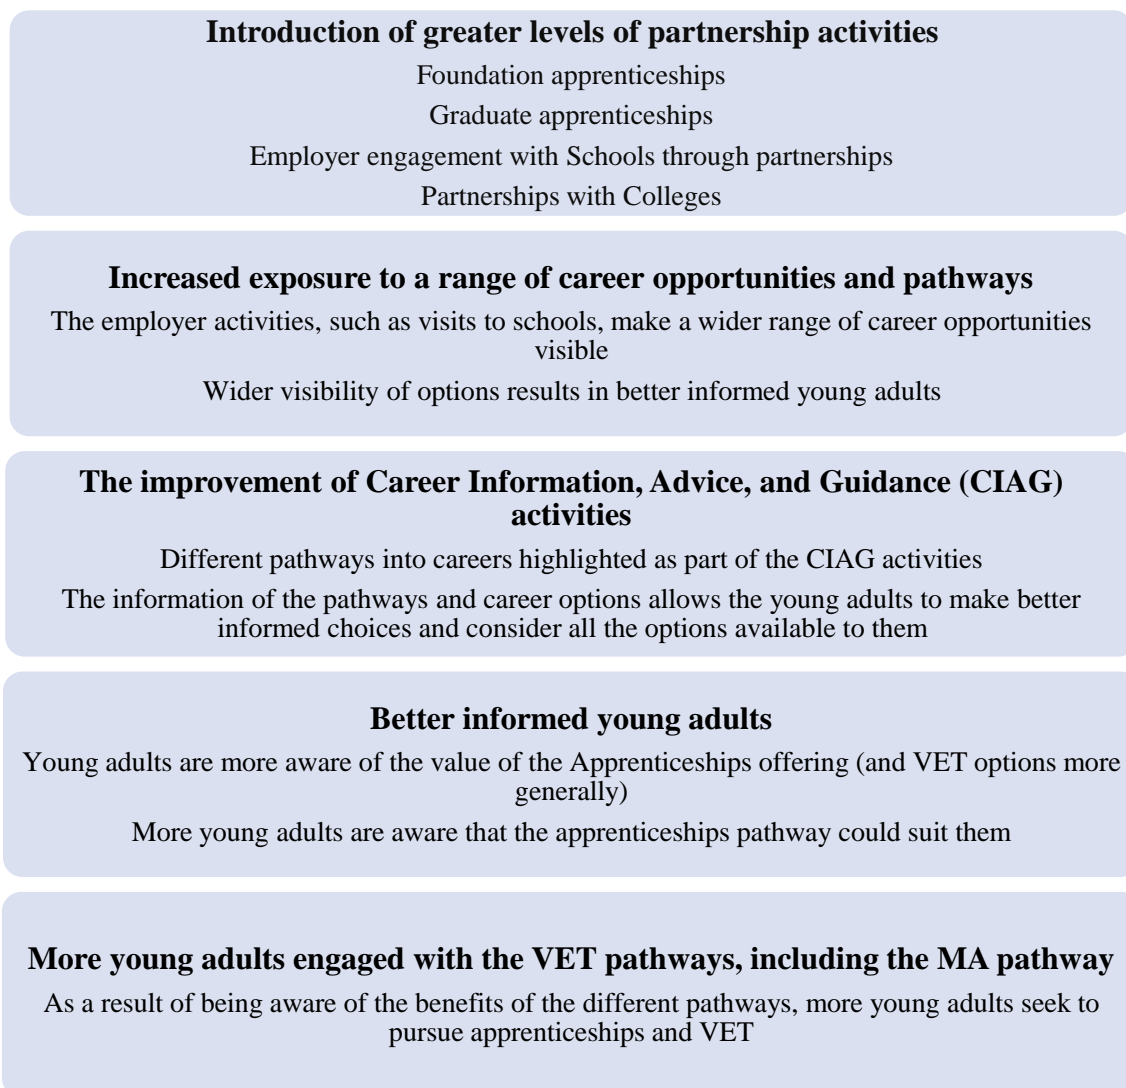 Introduction of greater levels of partnership activities
Foundation apprenticeships
Graduate apprenticeships
Employer engagement with Schools through partnerships
Partnerships with Colleges
Increased exposure to a range of career opportunities and pathways
The employer activities, such as visits to schools, make a wider range of career opportunities
visible
Wider visibility of options results in better informed young adults
The improvement of Career Information, Advice, and Guidance (CIAG)
activities
Different pathways into careers highlighted as part of the CIAG activities
The information of the pathways and career options allows the young adults to make better
informed choices and consider all the options available to them
Better informed young adults
Young adults are more aware of the value of the Apprenticeships offering (and VET options more
generally)
More young adults are aware that the apprenticeships pathway could suit them
More young adults engaged with the VET pathways, including the MA pathway
As a result of being aware of the benefits of the different pathways, more young adults seek to
pursue apprenticeships and VET